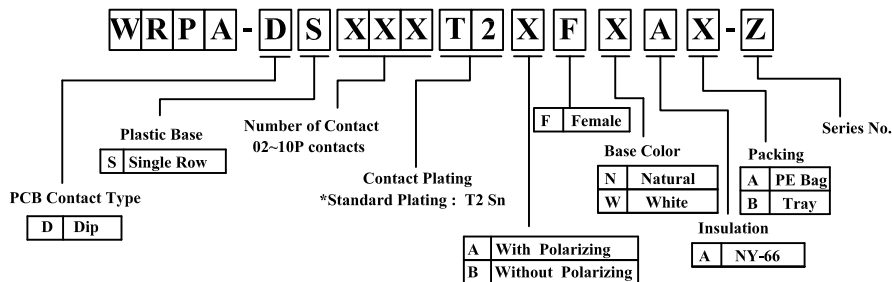 WRPA-DSXXXT2XFXAX-Z
Plastic Base
S Single Row
PCB Contact Type
D Dip
Number of Contact
02~10P contacts
Contact Plating
*Standard Plating : T2 Sn
A With Polarizing
B Without Polarizing
F Female
Base Color
N Natural
W White
Insulation
A NY-66
Packing
A PE Bag
B Tray
Series No.